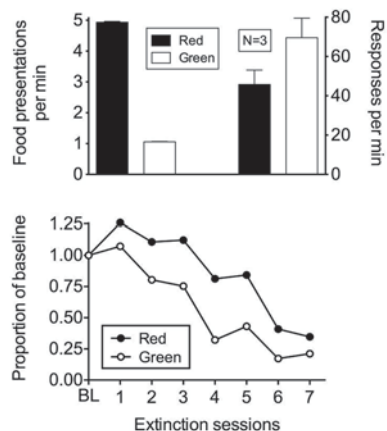 Food presentations
per min
5
4
3
2
1
0
Red
Green
N=3
80
60
40
20
0
Responses per min
Proportion of baseline
1.25
1.00
0.75
0.50
0.25
0.00
Red
Green
BL 1 2 3 4 5 6 7
Extinction sessions